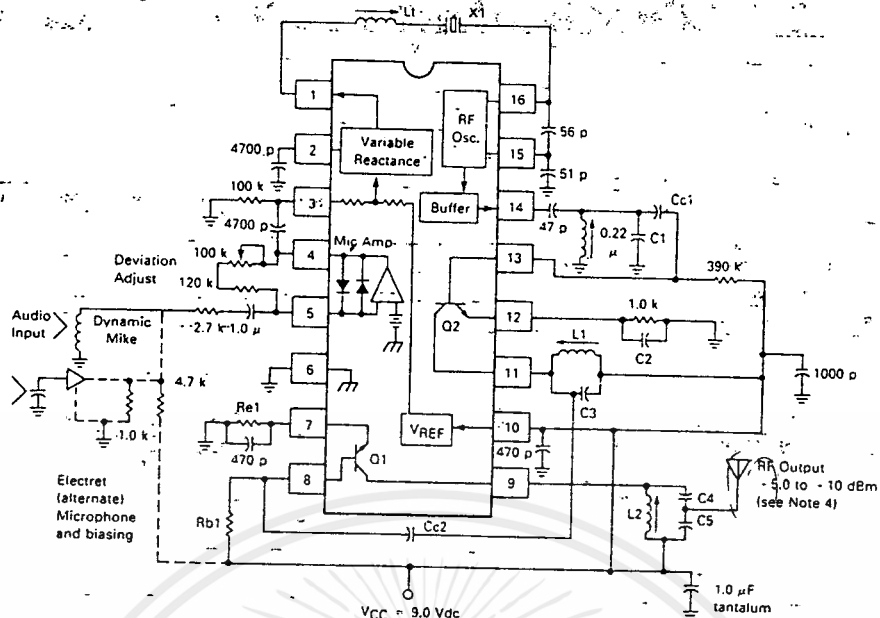 Lt
X1
1
16
RF
Osc.
Variable
Reactance
4700 p
2
15
56 p
51 p
100 k
3
Buffer
14
47 p
Cc1
0.22
μ
C1
4700 p
Mic Amp
100 k
4
13
390 k
Deviation
Adjust
120 k
Audio
Input
Dynamic
Mike
2.7 k
1.0 μ
5
Q2
12
1.0 k
C2
L1
6
11
C3
1000 p
4.7 k
1.0 k
Re1
7
VREF
10
470 p
470 p
Q1
Electret
(alternate)
Microphone
and biasing
8
9
L2
C4
C5
RF Output
- 5.0 to - 10 dBm
(see Note 4)
Rb1
Cc2
1.0 μF
tantalum
VCC = 9.0 Vdc